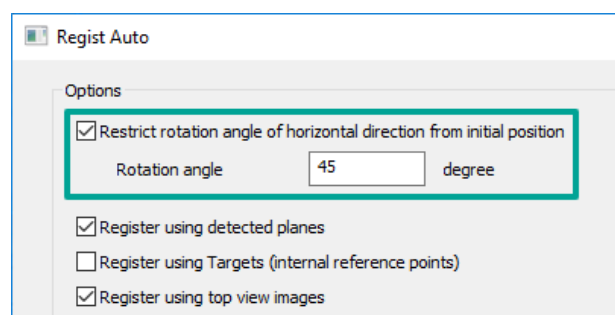 Regist Auto
Options
Restrict rotation angle of horizontal direction from initial position
Rotation angle 45 degree
Register using detected planes
Register using Targets (internal reference points)
Register using top view images